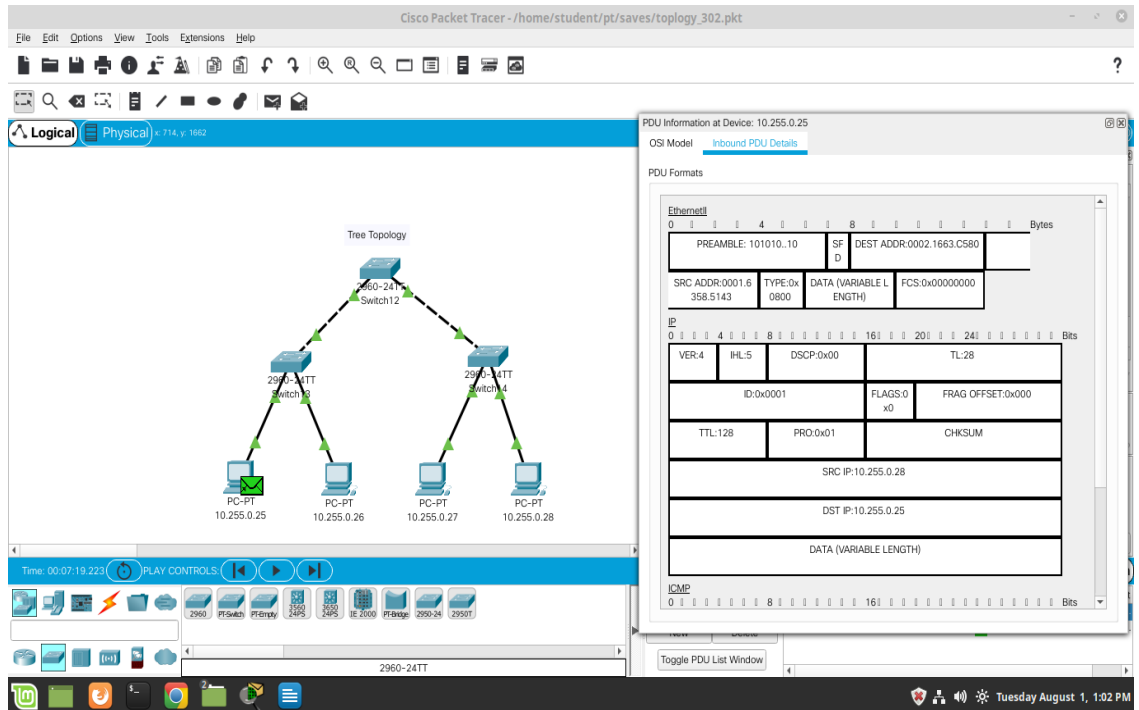 Cisco Packet Tracer - /home/student/pt/saves/toplogy_302.pkt
File Edit Options View Tools Extensions Help
?
Logical Physical x: 714, y: 1662
Tree Topology
2960-24TT
Switch12
2960-24TT
Switch13
2960-24TT
Switch14
PC-PT
10.255.0.25
PC-PT
10.255.0.26
PC-PT
10.255.0.27
PC-PT
10.255.0.28
PDU Information at Device: 10.255.0.25
OSI Model Inbound PDU Details
PDU Formats
EthernetII
0 4 8 Bytes
PREAMBLE: 101010..10
SF
D
DEST ADDR:0002.1663.C580
SRC ADDR:0001.6
358.5143
TYPE:0x
0800
DATA (VARIABLE L
ENGTH)
FCS:0x00000000
IP
0 4 8 16 20 24 Bits
VER:4 IHL:5 DSCP:0x00 TL:28
ID:0x0001
FLAGS:0
x0
FRAG OFFSET:0x000
TTL:128 PRO:0x01 CHKSUM
SRC IP:10.255.0.28
DST IP:10.255.0.25
DATA (VARIABLE LENGTH)
ICMP
0 8 16 Bits
New Delete
Toggle PDU List Window
Time: 00:07:19.223 PLAY CONTROLS:
2960 PT-Switch PT-Empty 3560 24PS 3650 24PS IE 2000 PT-Bridge 2950-24 2950T
2960-24TT
2
Tuesday August 1, 1:02 PM